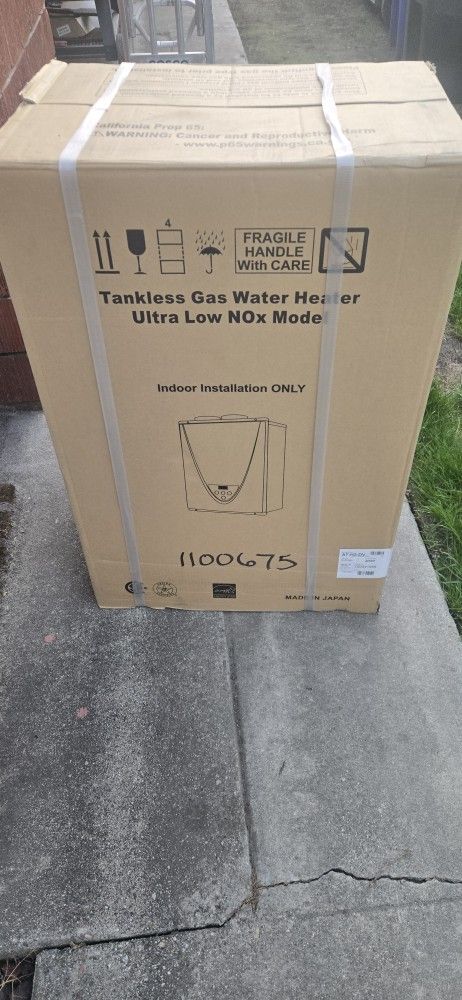 California Prop 65:
WARNING: Cancer and Reproductive Harm
- www.p65warnings.ca.
4
FRAGILE
HANDLE
With CARE
Tankless Gas Water Heater
Ultra Low NOx Model
Indoor Installation ONLY
1100675
MADE IN JAPAN